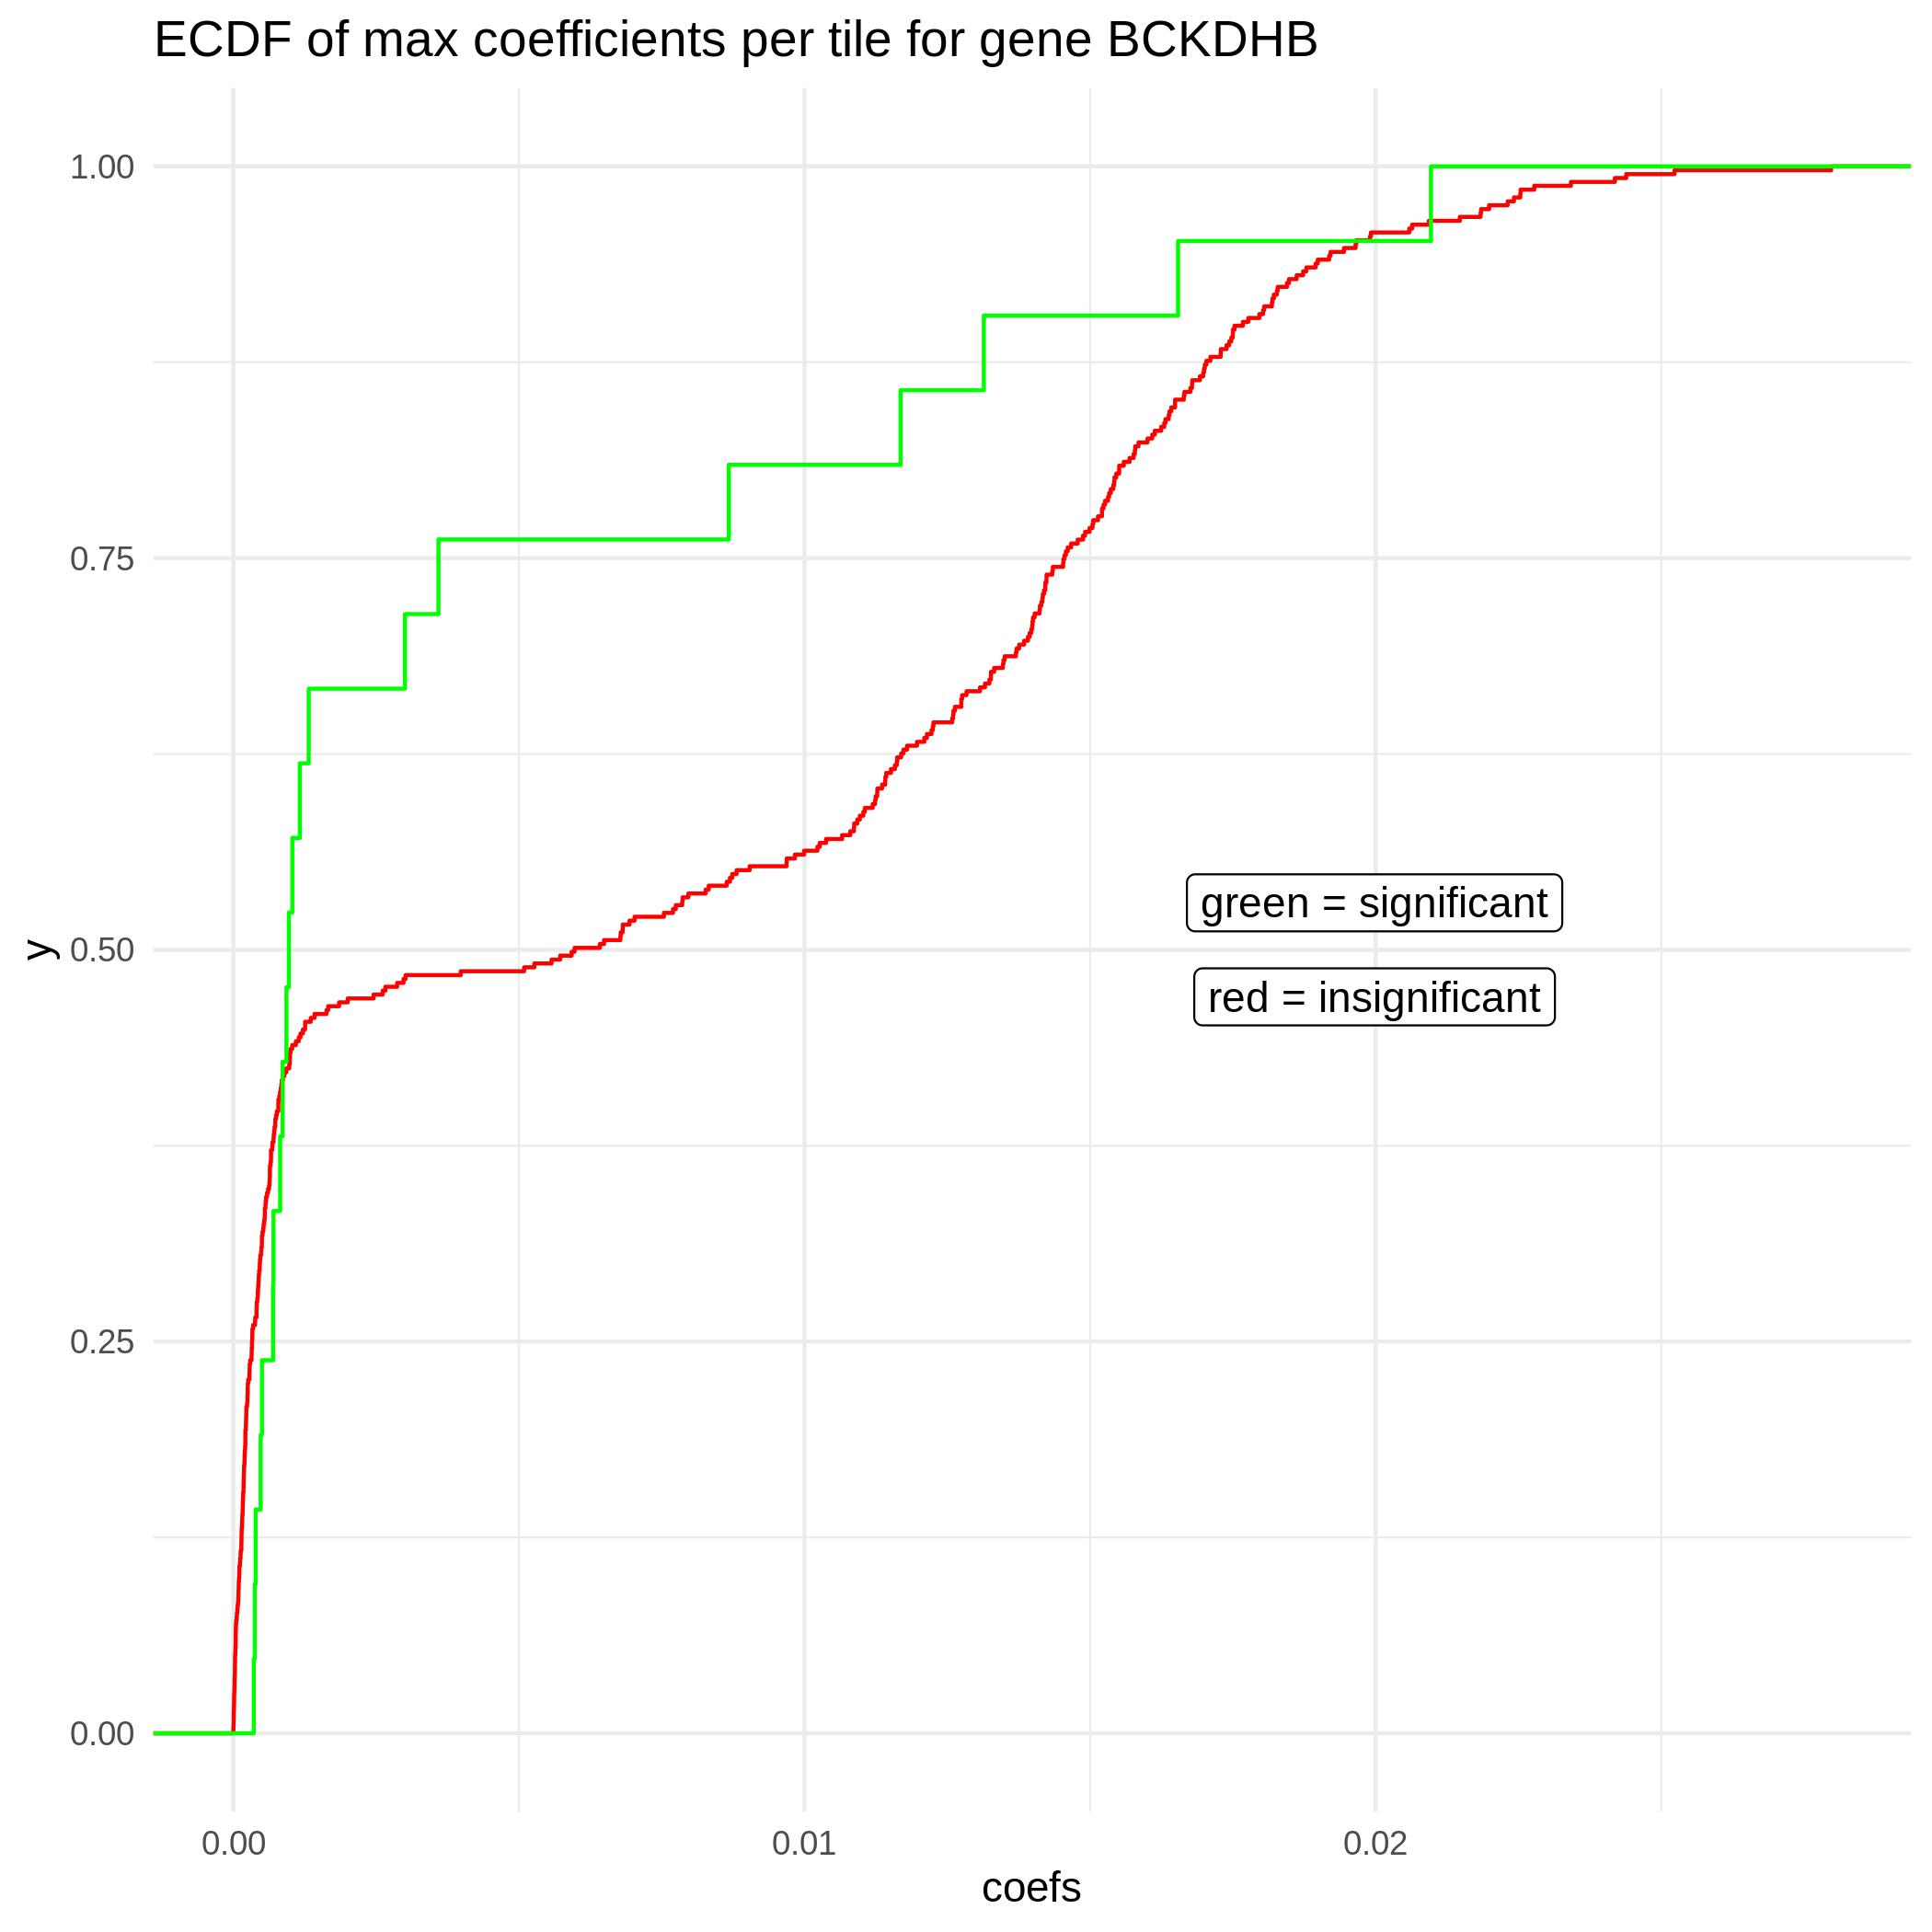 ECDF of max coefficients per tile for gene BCKDHB
1.00
0.75
0.50
0.25
0.00
y
green = significant
red = insignificant
0.00 0.01 0.02
coefs